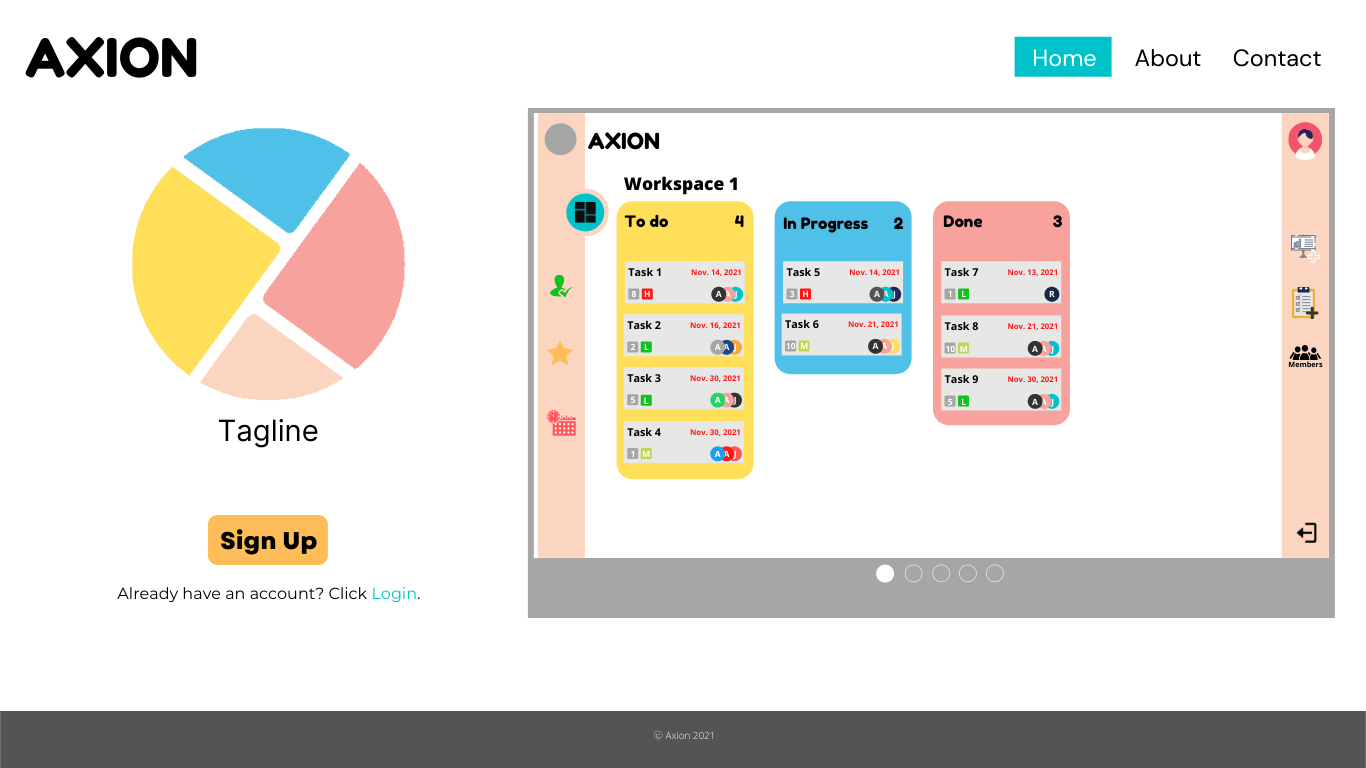 AXION
Home About Contact
AXION
Workspace 1
To do 4
Task 1 Nov. 14, 2021
8 H A A J
Task 2 Nov. 16, 2021
2 L A A J
Task 3 Nov. 30, 2021
5 L A A J
Task 4 Nov. 30, 2021
1 M A A J
In Progress 2
Task 5 Nov. 14, 2021
3 H A A J
Task 6 Nov. 21, 2021
10 M A A J
Done 3
Task 7 Nov. 13, 2021
1 L R
Task 8 Nov. 21, 2021
10 M A A J
Task 9 Nov. 30, 2021
5 L A A J
Members
Tagline
Sign Up
Already have an account? Click Login.
© Axion 2021